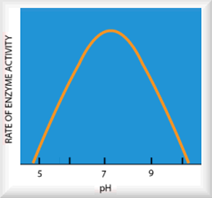 RATE OF ENZYME ACTIVITY
5 7 9
pH